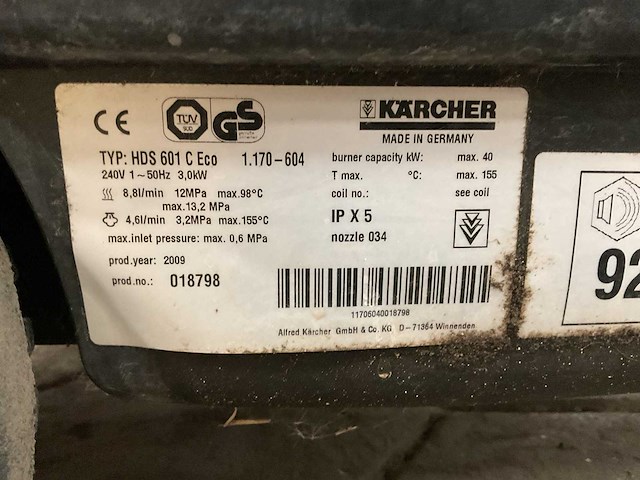 CE TÜV SÜD GS KÄRCHER
MADE IN GERMANY
TYP: HDS 601 C Eco 1.170-604
240V 1~50Hz 3,0kW
8,8l/min 12MPa max.98°C
max.13,2 MPa
4,6l/min 3,2MPa max.155°C
max.inlet pressure: max. 0,6 MPa
prod.year: 2009
prod.no.: 018798
burner capacity kW: max. 40
T max. °C: max. 155
coil no.: see coil
IP X 5
nozzle 034
11706040018798
Alfred Kärcher GmbH & Co. KG D-71364 Winnenden
92